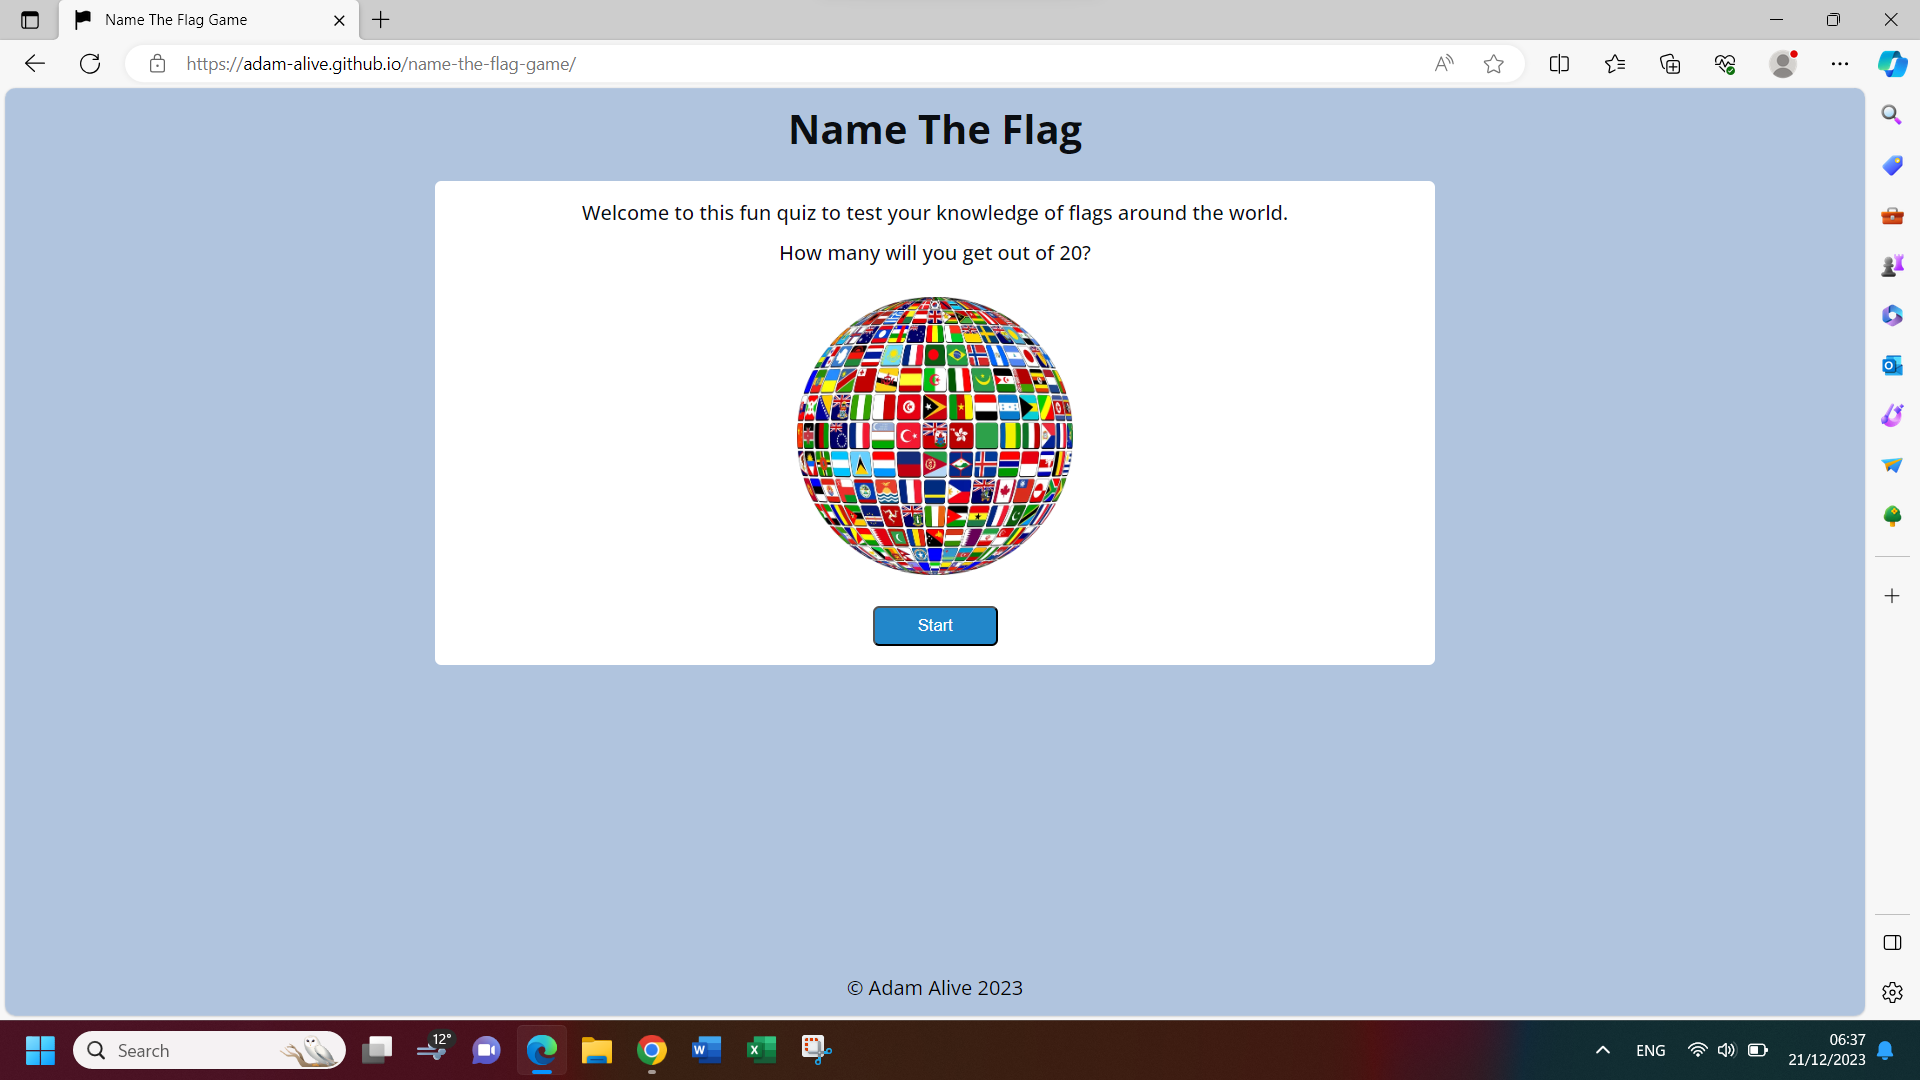 Name The Flag Game
https://adam-alive.github.io/name-the-flag-game/
Name The Flag
Welcome to this fun quiz to test your knowledge of flags around the world.
How many will you get out of 20?
Start
© Adam Alive 2023
Search
12°
ENG
06:37
21/12/2023